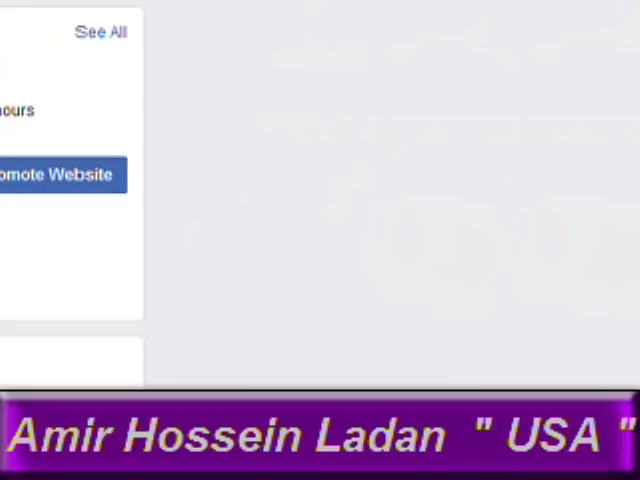 See All
ours
omote Website
Amir Hossein Ladan " USA "